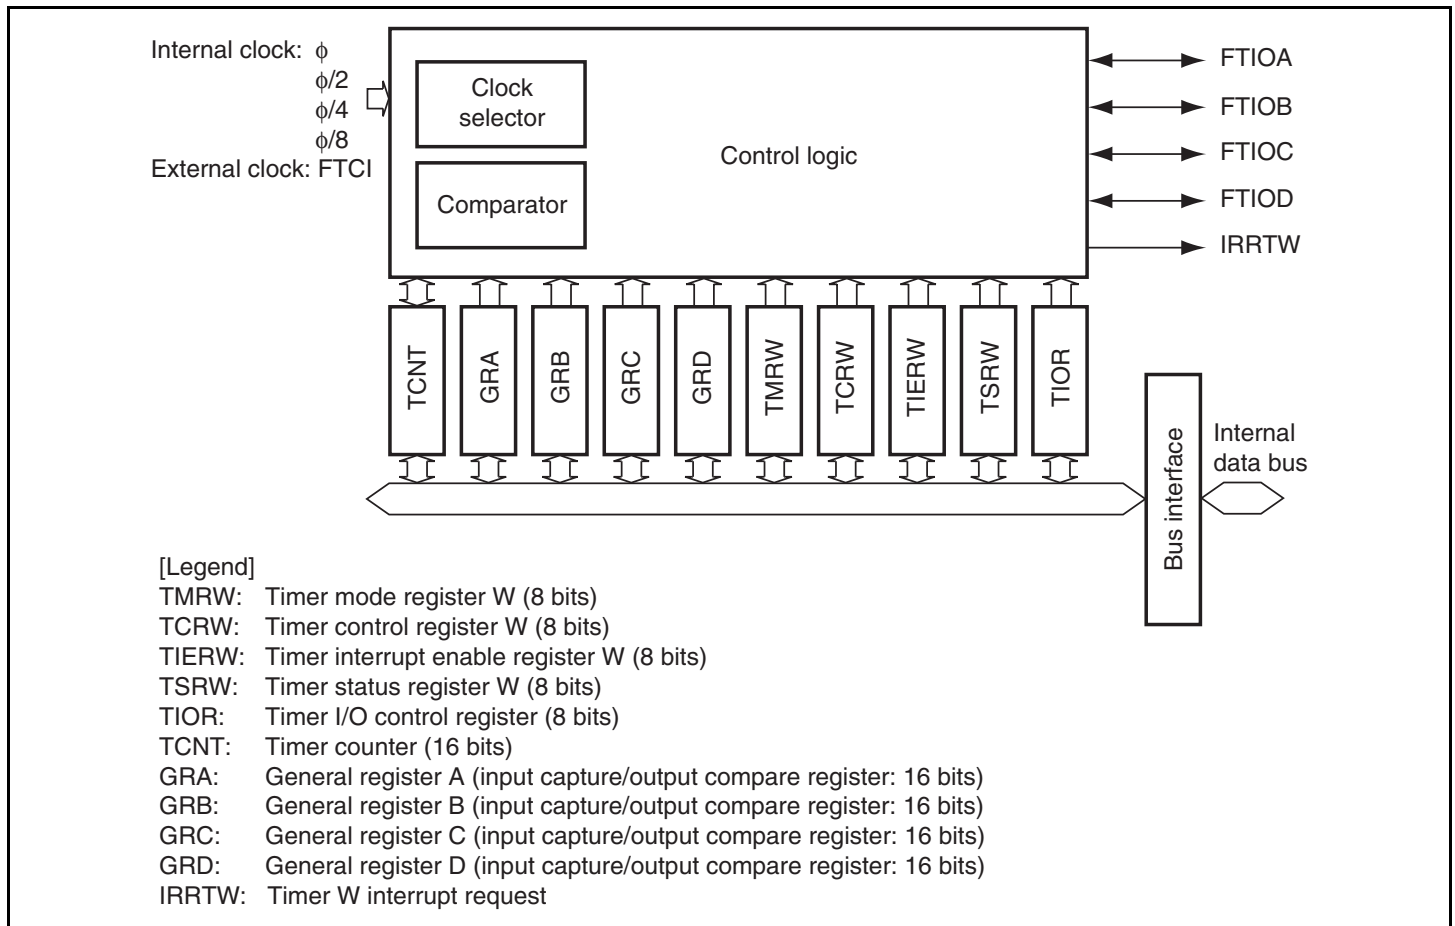 Internal clock: ϕ
ϕ/2
ϕ/4
ϕ/8
External clock: FTCI
Clock
selector
Comparator
Control logic
FTIOA
FTIOB
FTIOC
FTIOD
IRRTW
TCNT
GRA
GRB
GRC
GRD
TMRW
TCRW
TIERW
TSRW
TIOR
Bus interface
Internal
data bus
[Legend]
TMRW: Timer mode register W (8 bits)
TCRW: Timer control register W (8 bits)
TIERW: Timer interrupt enable register W (8 bits)
TSRW: Timer status register W (8 bits)
TIOR: Timer I/O control register (8 bits)
TCNT: Timer counter (16 bits)
GRA: General register A (input capture/output compare register: 16 bits)
GRB: General register B (input capture/output compare register: 16 bits)
GRC: General register C (input capture/output compare register: 16 bits)
GRD: General register D (input capture/output compare register: 16 bits)
IRRTW: Timer W interrupt request